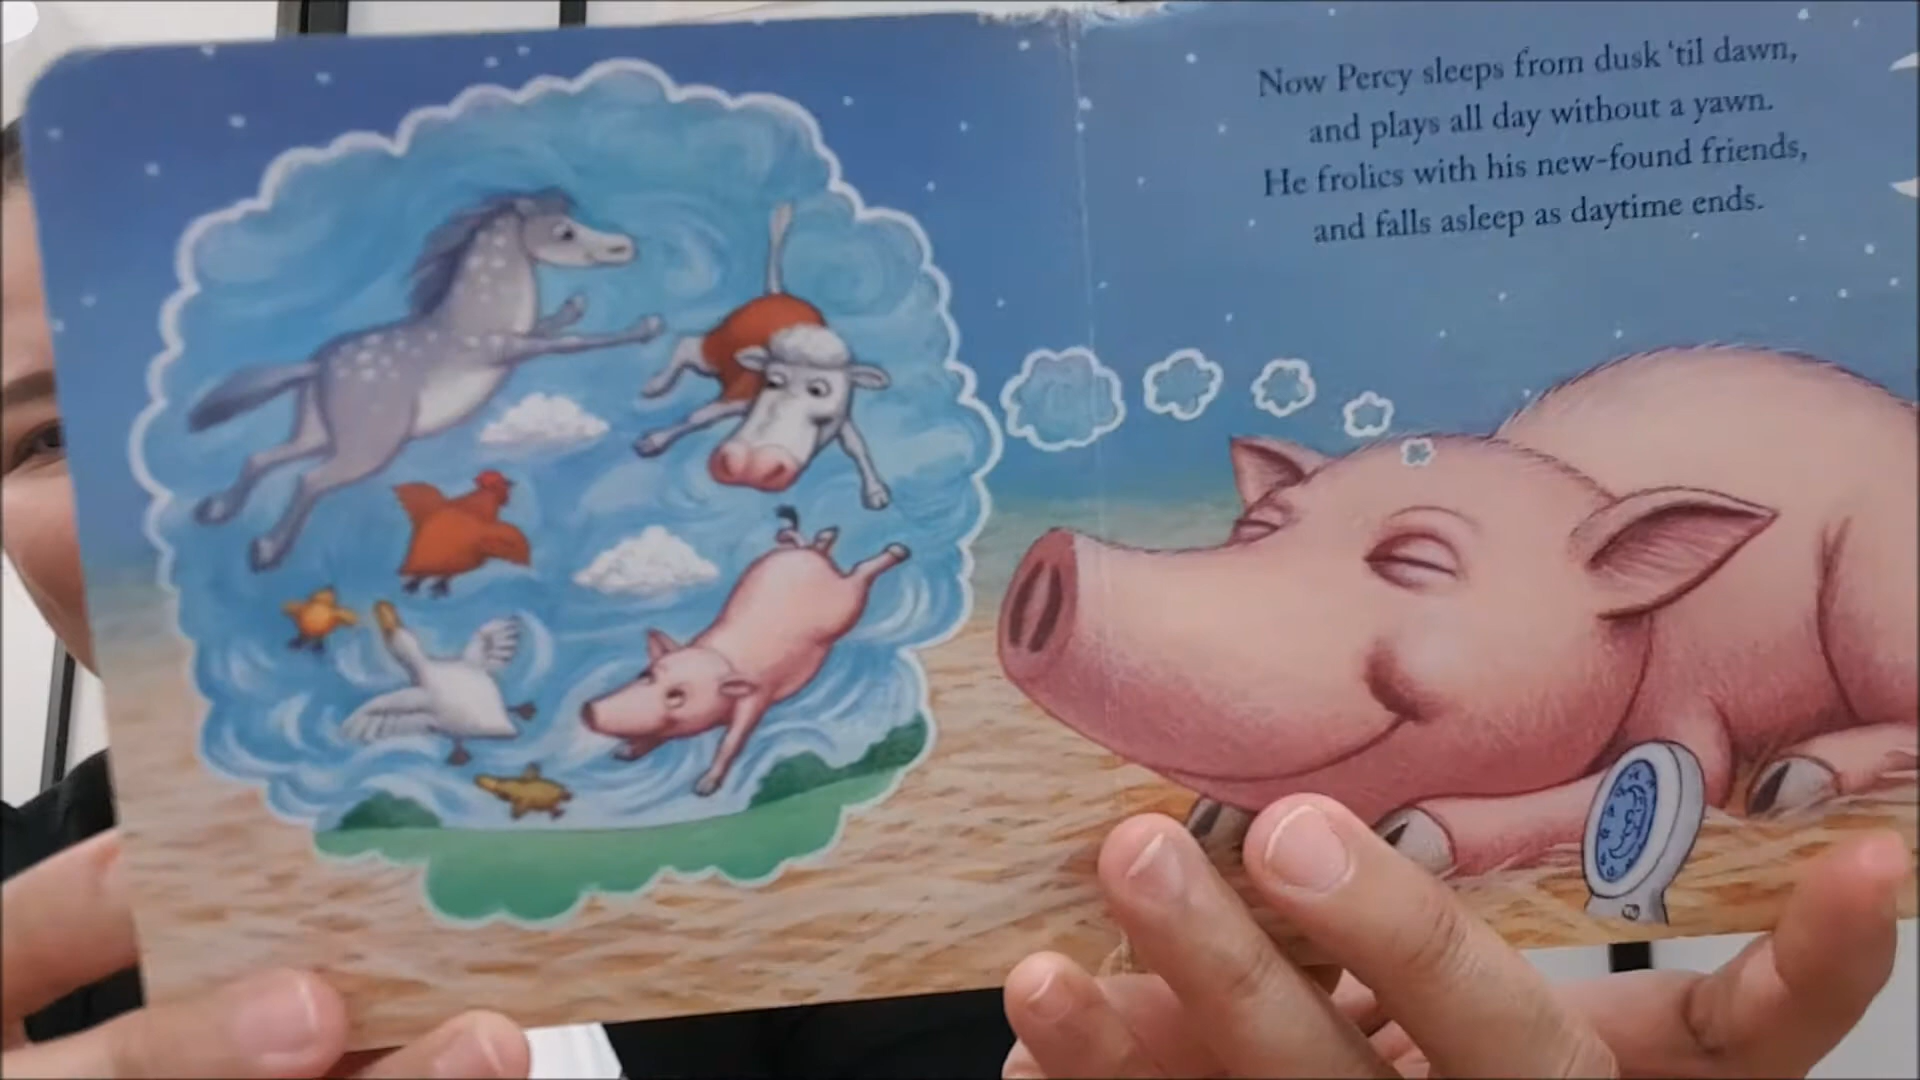 Now Percy sleeps from dusk ‘til dawn,
and plays all day without a yawn.
He frolics with his new-found friends,
and falls asleep as daytime ends.